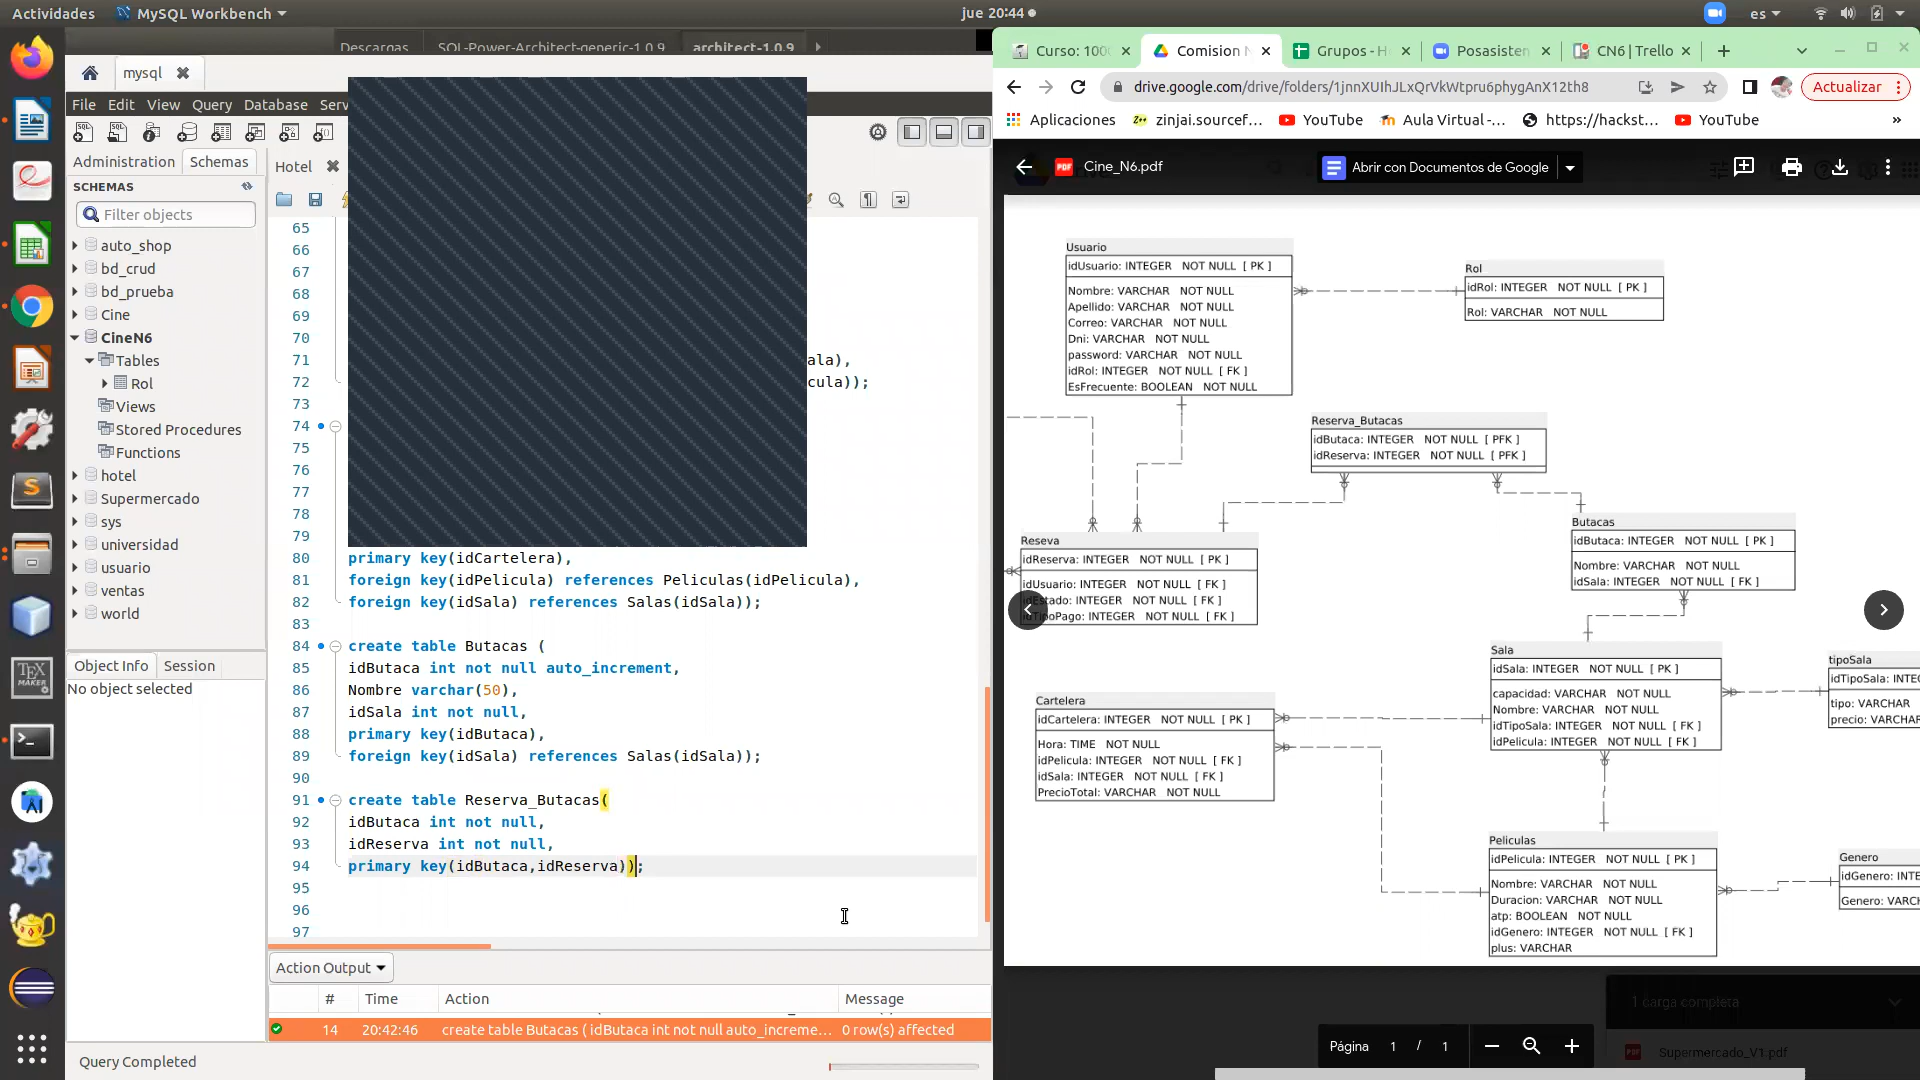 Actividades
MySQL Workbench
jue 20:44
es
Descargas
SQL-Power-Architect-generic-1.0.9
architect-1.0.9
mysql
File Edit View Query Database Serv
Administration
Schemas
SCHEMAS
Filter objects
auto_shop
bd_crud
bd_prueba
Cine
CineN6
Tables
Rol
Views
Stored Procedures
Functions
hotel
Supermercado
sys
universidad
usuario
ventas
world
Object Info
Session
No object selected
Query Completed
Hotel
65
66
67
68
69
70
71 ala),
72 cula));
73
74
75
76
77
78
79
80 primary key(idCartelera),
81 foreign key(idPelicula) references Peliculas(idPelicula),
82 foreign key(idSala) references Salas(idSala));
83
84 create table Butacas (
85 idButaca int not null auto_increment,
86 Nombre varchar(50),
87 idSala int not null,
88 primary key(idButaca),
89 foreign key(idSala) references Salas(idSala));
90
91 create table Reserva_Butacas(
92 idButaca int not null,
93 idReserva int not null,
94 primary key(idButaca,idReserva));
95
96
97
Action Output
# Time Action Message
14 20:42:46 create table Butacas ( idButaca int not null auto_increme... 0 row(s) affected
Curso: 100
Comision N
Grupos - H
Posasisten
CN6 | Trello
drive.google.com/drive/folders/1jnnXUIhJLxQrVkWtpru6phygAnX12th8
Actualizar
Aplicaciones
zinjai.sourcef...
YouTube
Aula Virtual -...
https://hackst...
YouTube
»
PDF
Cine_N6.pdf
Abrir con Documentos de Google
Usuario
idUsuario: INTEGER NOT NULL [ PK ]
Nombre: VARCHAR NOT NULL
Apellido: VARCHAR NOT NULL
Correo: VARCHAR NOT NULL
Dni: VARCHAR NOT NULL
password: VARCHAR NOT NULL
idRol: INTEGER NOT NULL [ FK ]
EsFrecuente: BOOLEAN NOT NULL
Rol
idRol: INTEGER NOT NULL [ PK ]
Rol: VARCHAR NOT NULL
Reserva_Butacas
idButaca: INTEGER NOT NULL [ PFK ]
idReserva: INTEGER NOT NULL [ PFK ]
Reseva
idReserva: INTEGER NOT NULL [ PK ]
idUsuario: INTEGER NOT NULL [ FK ]
idEstado: INTEGER NOT NULL [ FK ]
idTipoPago: INTEGER NOT NULL [ FK ]
Butacas
idButaca: INTEGER NOT NULL [ PK ]
Nombre: VARCHAR NOT NULL
idSala: INTEGER NOT NULL [ FK ]
Sala
idSala: INTEGER NOT NULL [ PK ]
capacidad: VARCHAR NOT NULL
Nombre: VARCHAR NOT NULL
idTipoSala: INTEGER NOT NULL [ FK ]
idPelicula: INTEGER NOT NULL [ FK ]
tipoSala
idTipoSala: INTEG
tipo: VARCHAR
precio: VARCHAR
Cartelera
idCartelera: INTEGER NOT NULL [ PK ]
Hora: TIME NOT NULL
idPelicula: INTEGER NOT NULL [ FK ]
idSala: INTEGER NOT NULL [ FK ]
PrecioTotal: VARCHAR NOT NULL
Peliculas
idPelicula: INTEGER NOT NULL [ PK ]
Nombre: VARCHAR NOT NULL
Duracion: VARCHAR NOT NULL
atp: BOOLEAN NOT NULL
idGenero: INTEGER NOT NULL [ FK ]
plus: VARCHAR
Genero
idGenero: INTE
Genero: VARCH
1 carga completa
Página 1 / 1
Supermercado_V.1.pdf